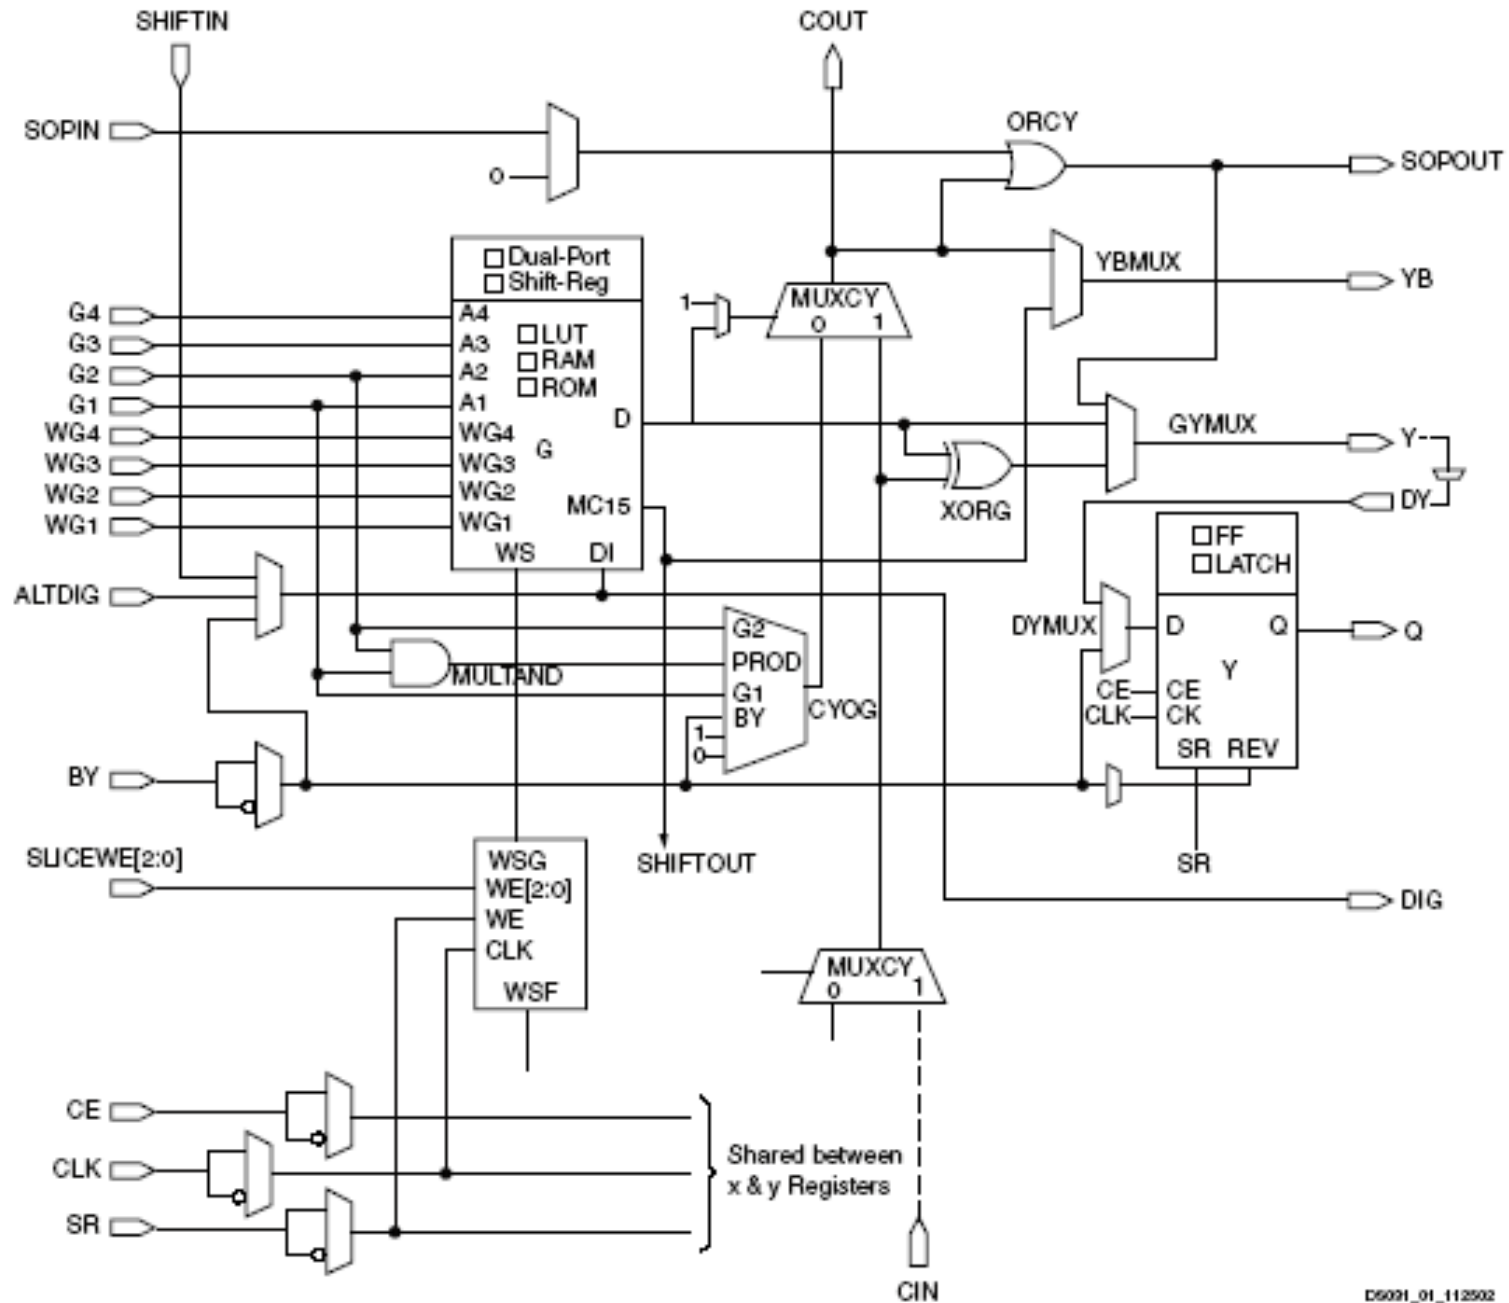 SHIFTIN
COUT
SOPIN
ORCY
SOPOUT
0
Dual-Port
Shift-Reg
YBMUX
YB
G4
A4
LUT
1
MUXCY
0 1
G3
A3
RAM
G2
A2
ROM
G1
A1
D
GYMUX
Y
WG4
WG4
G
WG3
WG3
WG2
WG2
MC15
XORG
DY
WG1
WG1
WS
DI
FF
LATCH
ALTDIG
G2
DYMUX
D
Q
Q
MULTAND
PROD
Y
G1
CYOG
CE
CE
BY
CLK
CK
1
0
SR REV
BY
SLICEWE[2:0]
WSG
SHIFTOUT
SR
WE[2:0]
DIG
WE
CLK
WSF
MUXCY
0 1
CE
CLK
Shared between
x & y Registers
SR
CIN
DS091_01_112502